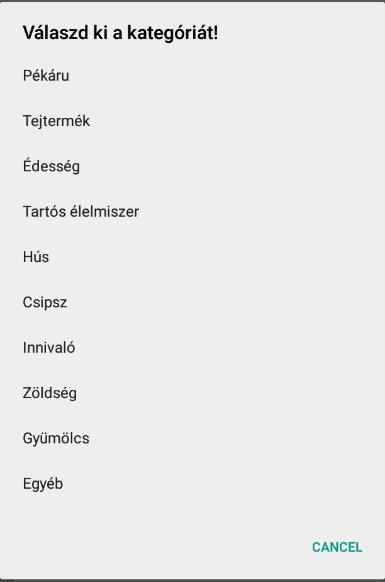 Válaszd ki a kategóriát!
Pékáru
Tejtermék
Édesség
Tartós élelmiszer
Hús
Csipsz
Innivaló
Zöldség
Gyümölcs
Egyéb
CANCEL